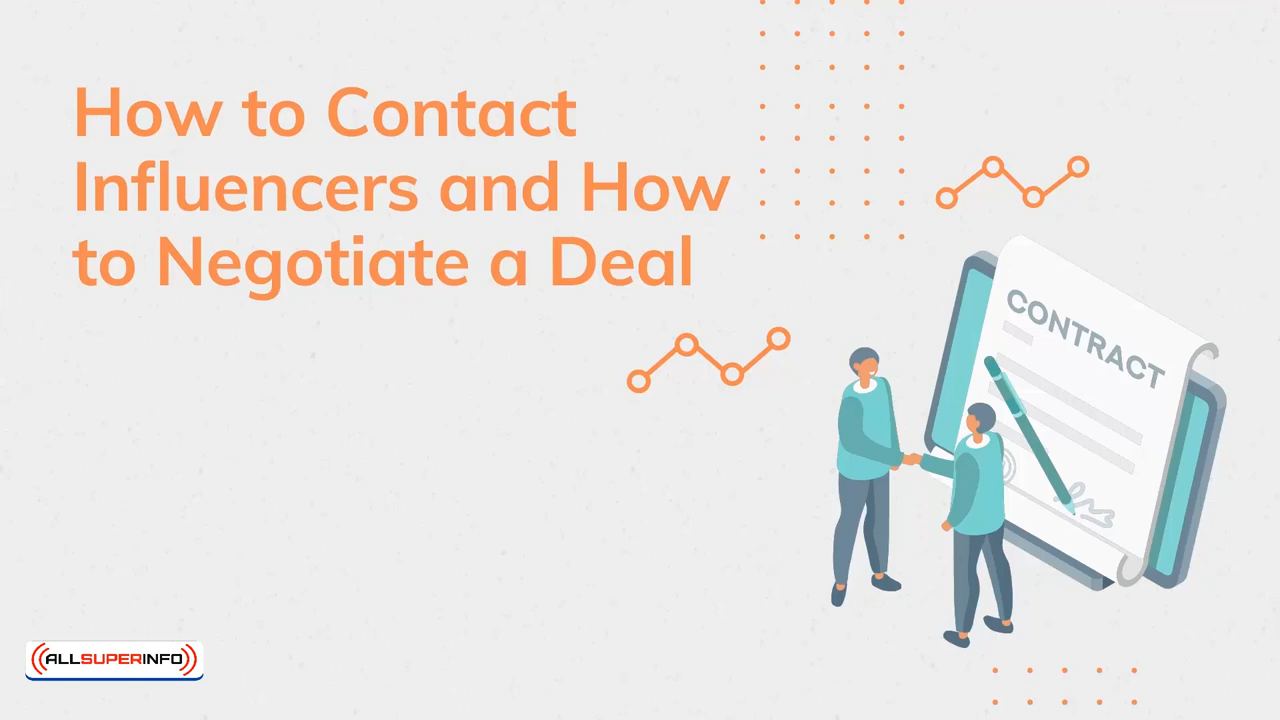 How to Contact
Influencers and How
to Negotiate a Deal
CONTRACT
ALLSUPERINFO